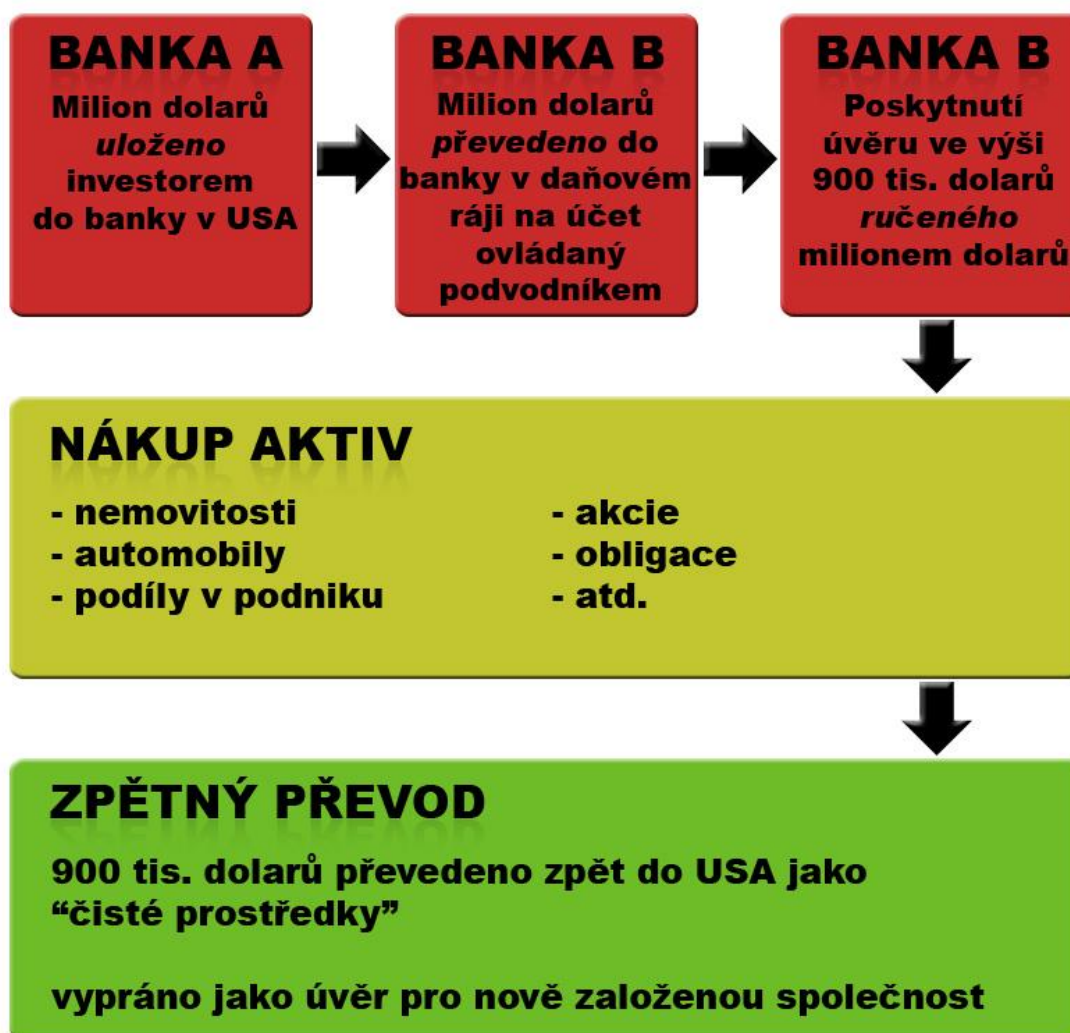 BANKA A
Milion dolarů
uloženo
investorem
do banky v USA
BANKA B
Milion dolarů
převedeno do
banky v daňovém
ráji na účet
ovládaný
podvodníkem
BANKA B
Poskytnutí
úvěru ve výši
900 tis. dolarů
ručeného
milionem dolarů
NÁKUP AKTIV
- nemovitosti
- automobily
- podíly v podniku
- akcie
- obligace
- atd.
ZPĚTNÝ PŘEVOD
900 tis. dolarů převedeno zpět do USA jako
“čisté prostředky”
vypráno jako úvěr pro nově založenou společnost